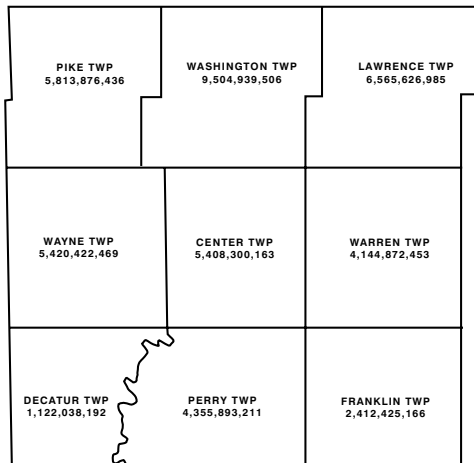 PIKE TWP
5,813,876,436
WASHINGTON TWP
9,504,939,506
LAWRENCE TWP
6,565,626,985
WAYNE TWP
5,420,422,469
CENTER TWP
5,408,300,163
WARREN TWP
4,144,872,453
DECATUR TWP
1,122,038,192
PERRY TWP
4,355,893,211
FRANKLIN TWP
2,412,425,166